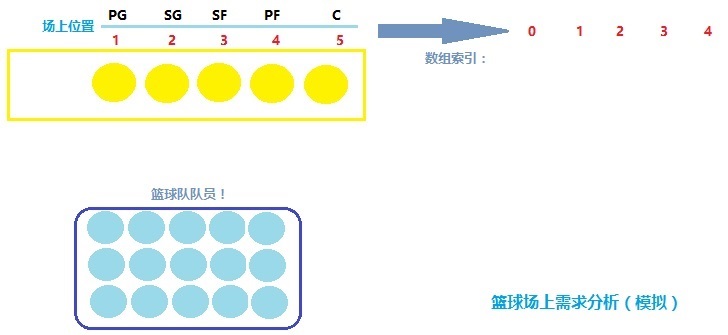 PG SG SF PF C
场上位置
1 2 3 4 5
0 1 2 3 4
数组索引：
篮球队队员！
篮球场上需求分析（模拟）